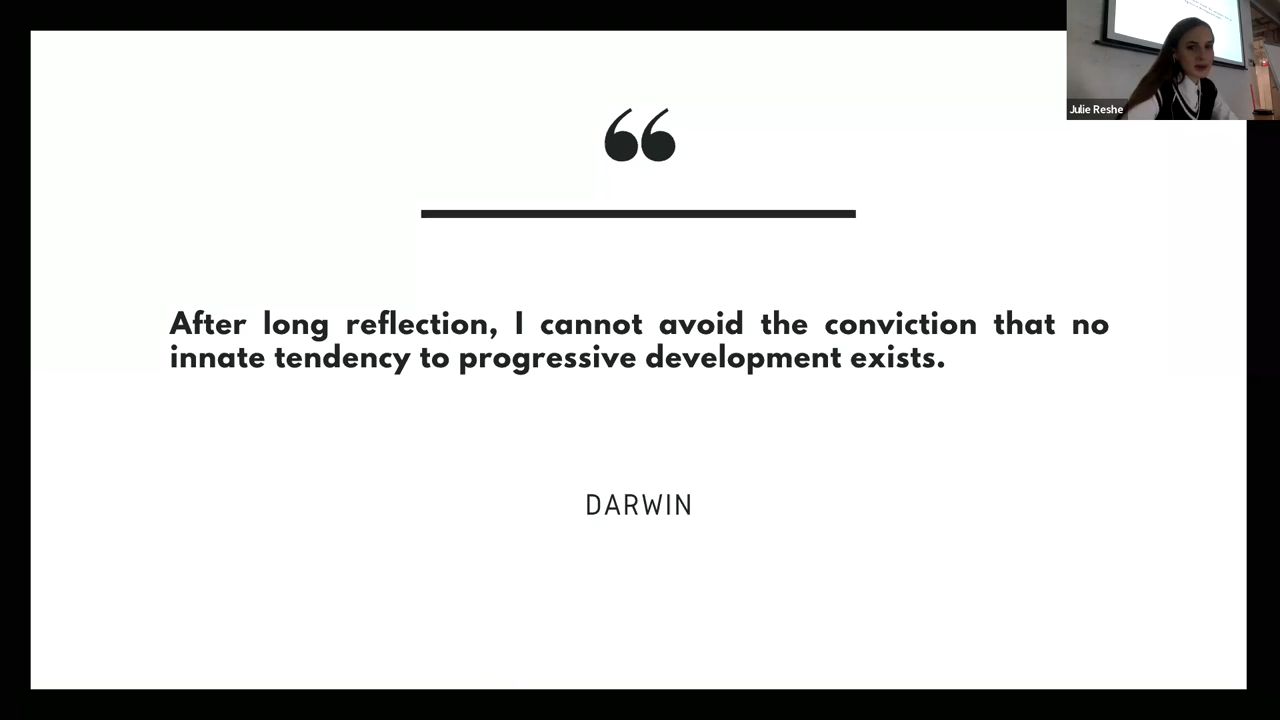 Julie Reshe
“
After long reflection, I cannot avoid the conviction that no
innate tendency to progressive development exists.
DARWIN